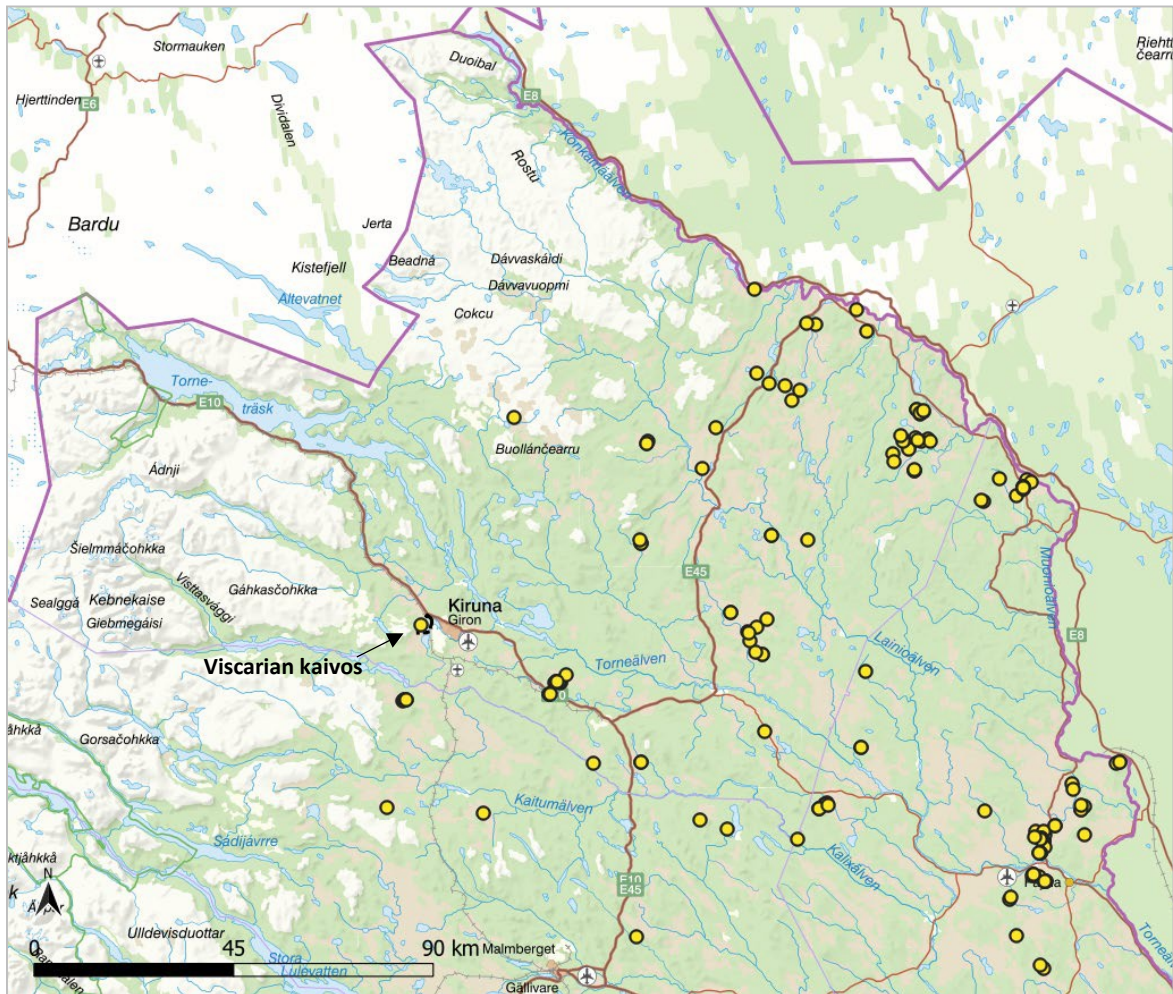 Stormauken
Duoibal
Riehtt
čearru
Hjerttinden
E6
Dividalen
E8
Rostu
Könkämäälven
Bardu
Jerta
Kistefjell
Beadná
Dávvaskáidi
Dávvavuopmi
Altevatnet
Cokcu
Torne-
träsk
E10
Buollánčearru
Ádnji
Šielmmáčohkka
Visttasvággi
Gáhkasčohkka
E45
Muonioälven
Sealggá
Kebnekaise
Giebmegáisi
Kiruna
Giron
E8
Viscarian kaivos
Torneälven
Lainioälven
Gorsačohkka
Kaitumälven
Sádijávrre
Kalixälven
E10
E45
N
Torneälv
Ulldevisduottar
0
45
90 km
Malmberget
Stora
Lulevatten
Gällivare